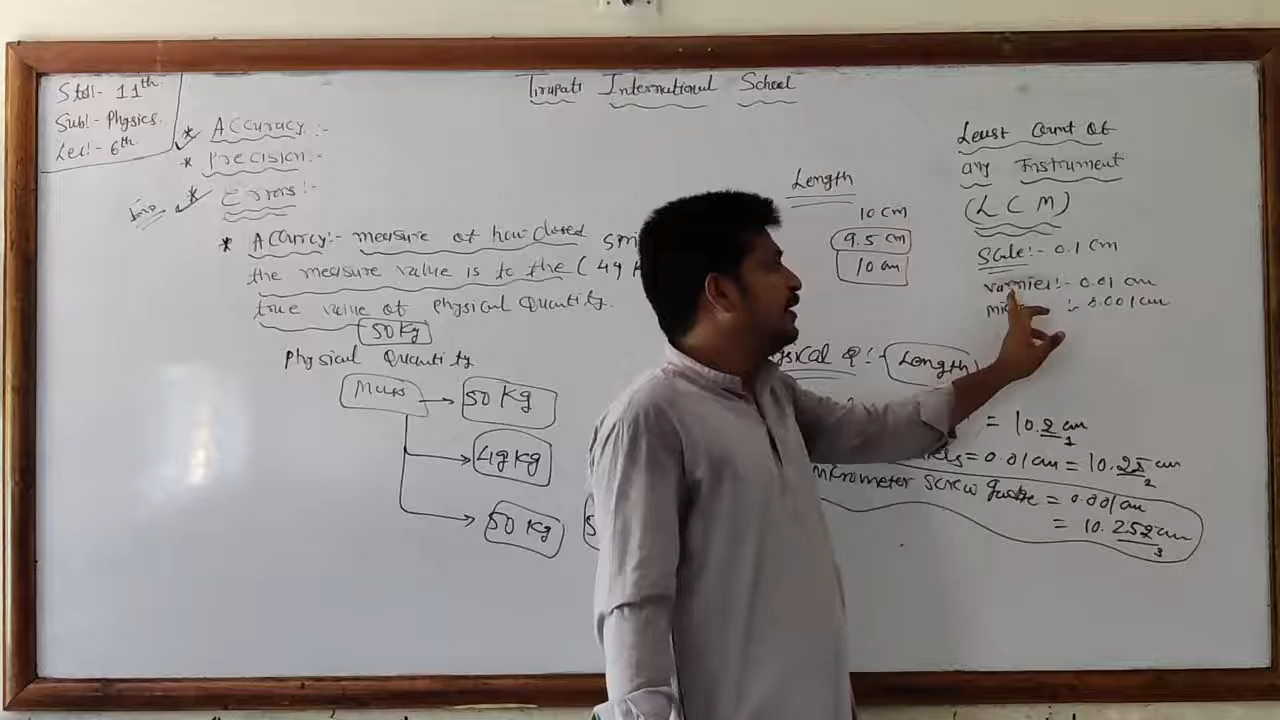 Std!- 11th.
Sub!- Physics.
Lec!- 6th.
Tirupati International School
* Accuracy:-
* Precision:-
* Errors!-
* Accuracy!- measure of how closed
the measure value is to the (49
true value of physical Quantity.
50 Kg
Physical Quantity
Mass → 50 Kg
49 Kg
50 Kg
Length
10 cm
9.5 cm
10 cm
Least Count of
any Instrument
(L C M)
Scale!- 0.1 cm
vernier!- 0.01 cm
:- 0.001 cm
Q!- Length
= 10.2 cm
1
= 0.01 cm = 10.25 cm
2
micrometer screw = 0.001 cm
= 10.252 cm
3